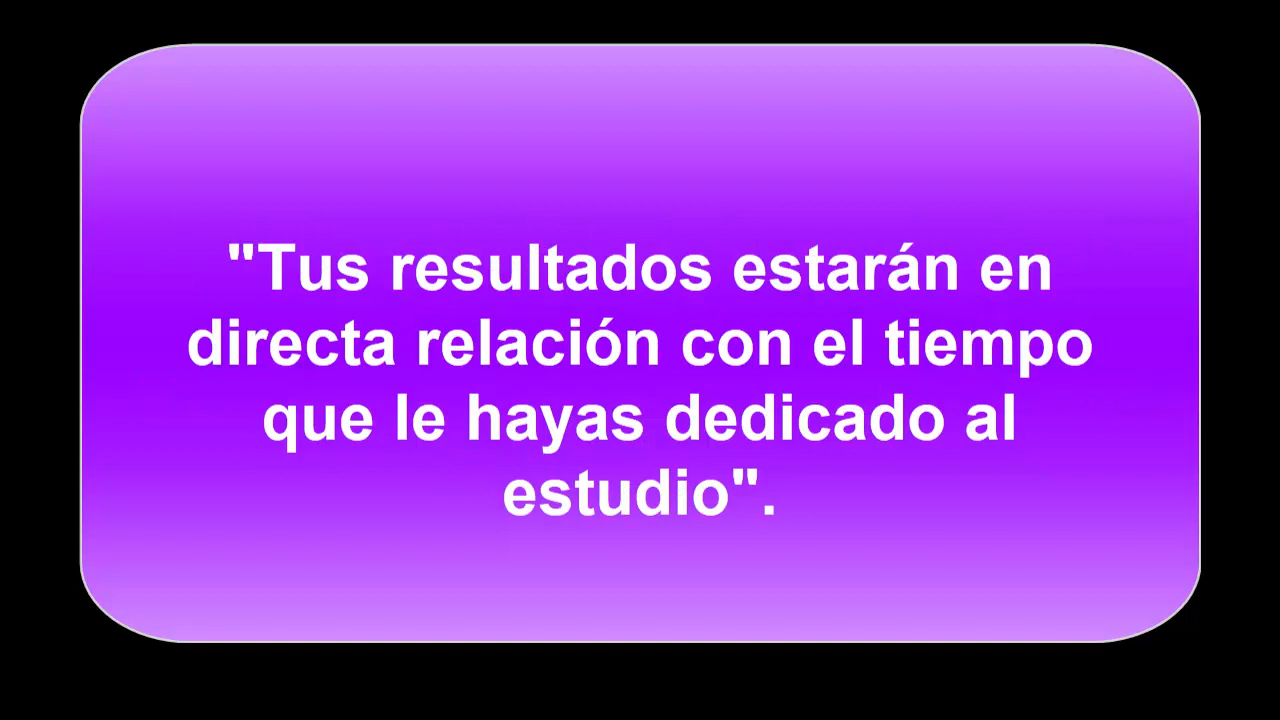 "Tus resultados estarán en
directa relación con el tiempo
que le hayas dedicado al
estudio".